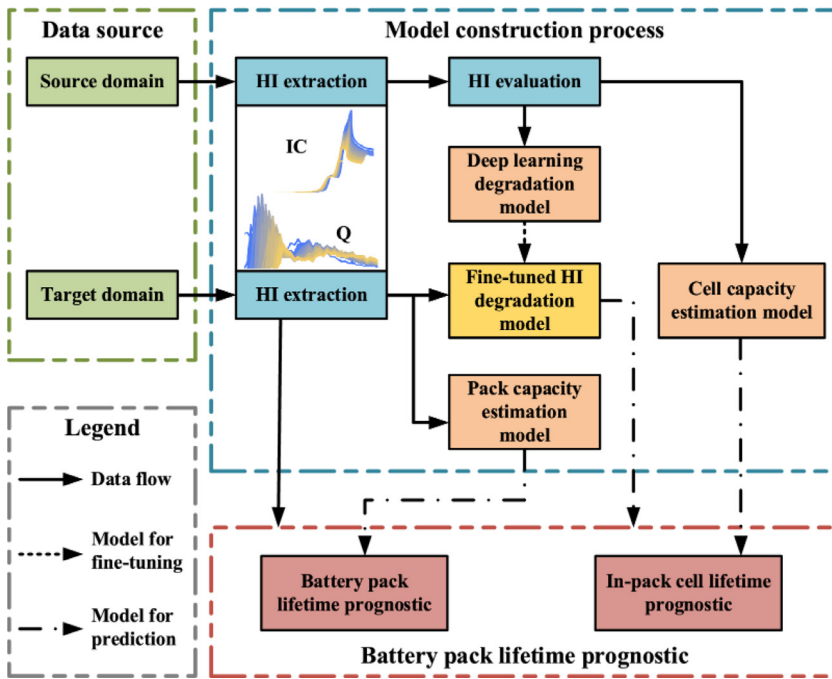 Data source
Source domain
Target domain
Model construction process
HI extraction
HI evaluation
IC
Q
Deep learning
degradation
model
HI extraction
Fine-tuned HI
degradation
model
Cell capacity
estimation model
Pack capacity
estimation
model
Legend
Data flow
Model for
fine-tuning
Model for
prediction
Battery pack
lifetime prognostic
In-pack cell lifetime
prognostic
Battery pack lifetime prognostic